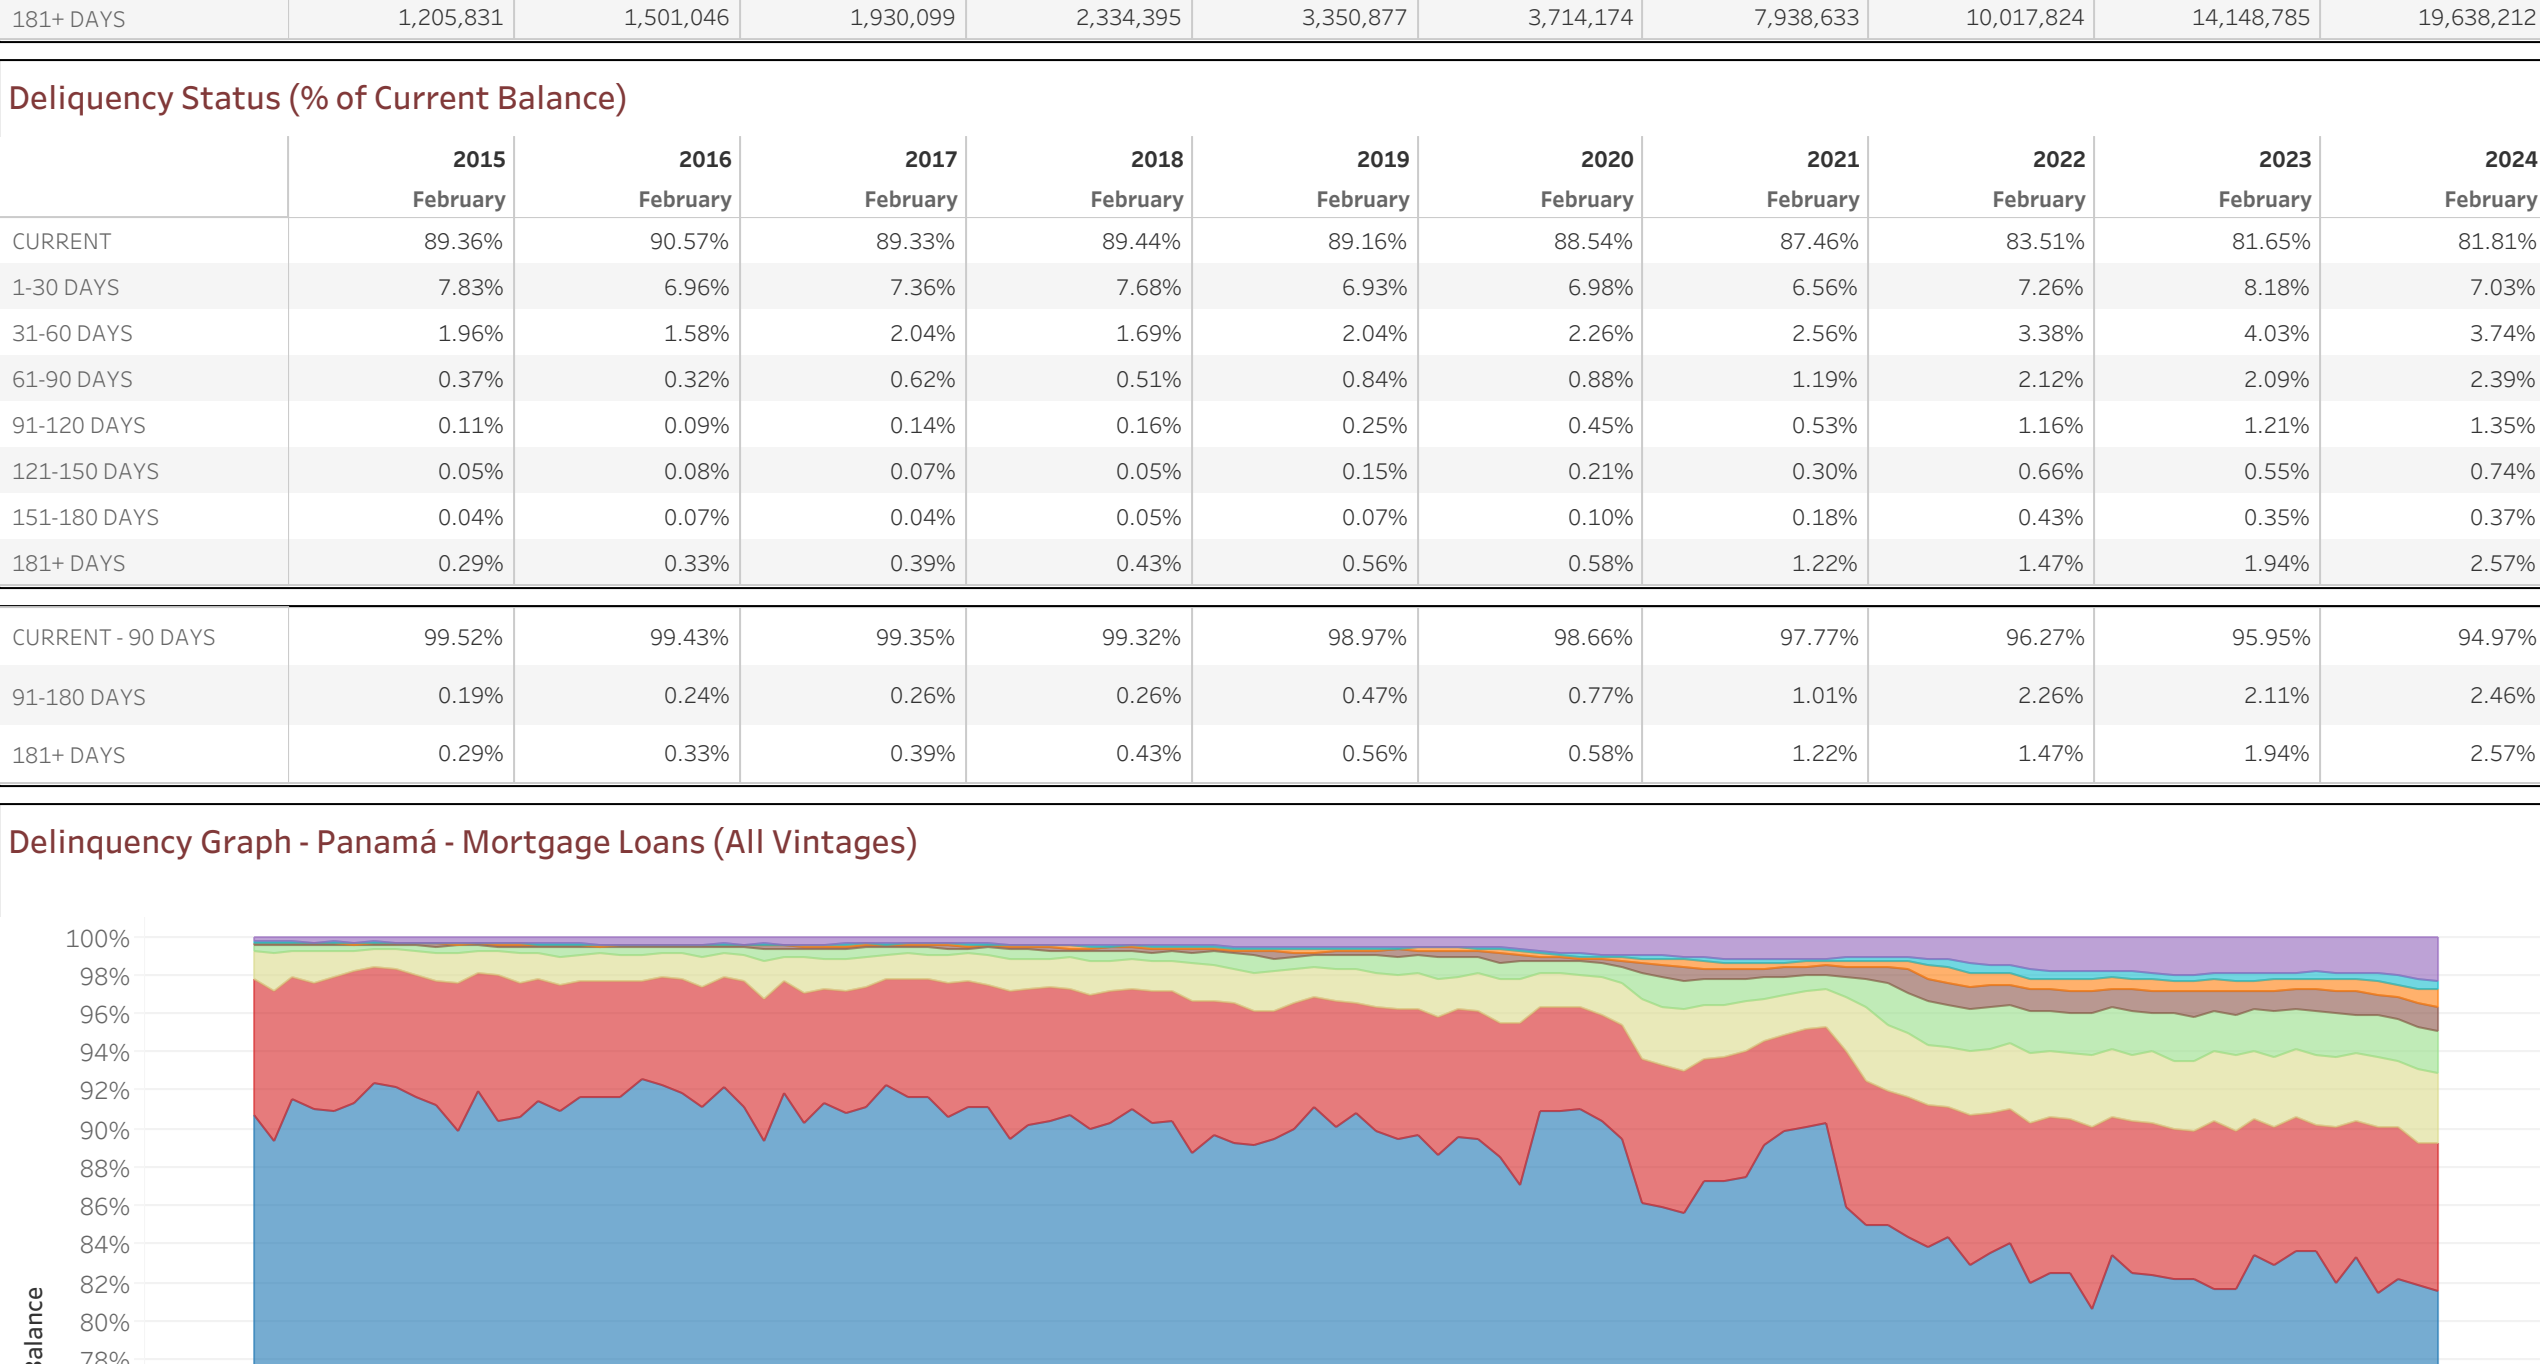 181+ DAYS 1,205,831 1,501,046 1,930,099 2,334,395 3,350,877 3,714,174 7,938,633 10,017,824 14,148,785 19,638,212
Deliquency Status (% of Current Balance)
2015 2016 2017 2018 2019 2020 2021 2022 2023 2024
February February February February February February February February February February
CURRENT 89.36% 90.57% 89.33% 89.44% 89.16% 88.54% 87.46% 83.51% 81.65% 81.81%
1-30 DAYS 7.83% 6.96% 7.36% 7.68% 6.93% 6.98% 6.56% 7.26% 8.18% 7.03%
31-60 DAYS 1.96% 1.58% 2.04% 1.69% 2.04% 2.26% 2.56% 3.38% 4.03% 3.74%
61-90 DAYS 0.37% 0.32% 0.62% 0.51% 0.84% 0.88% 1.19% 2.12% 2.09% 2.39%
91-120 DAYS 0.11% 0.09% 0.14% 0.16% 0.25% 0.45% 0.53% 1.16% 1.21% 1.35%
121-150 DAYS 0.05% 0.08% 0.07% 0.05% 0.15% 0.21% 0.30% 0.66% 0.55% 0.74%
151-180 DAYS 0.04% 0.07% 0.04% 0.05% 0.07% 0.10% 0.18% 0.43% 0.35% 0.37%
181+ DAYS 0.29% 0.33% 0.39% 0.43% 0.56% 0.58% 1.22% 1.47% 1.94% 2.57%
CURRENT - 90 DAYS 99.52% 99.43% 99.35% 99.32% 98.97% 98.66% 97.77% 96.27% 95.95% 94.97%
91-180 DAYS 0.19% 0.24% 0.26% 0.26% 0.47% 0.77% 1.01% 2.26% 2.11% 2.46%
181+ DAYS 0.29% 0.33% 0.39% 0.43% 0.56% 0.58% 1.22% 1.47% 1.94% 2.57%
Delinquency Graph - Panamá - Mortgage Loans (All Vintages)
100%
98%
96%
94%
92%
90%
88%
86%
84%
82%
80%
78%
Balance